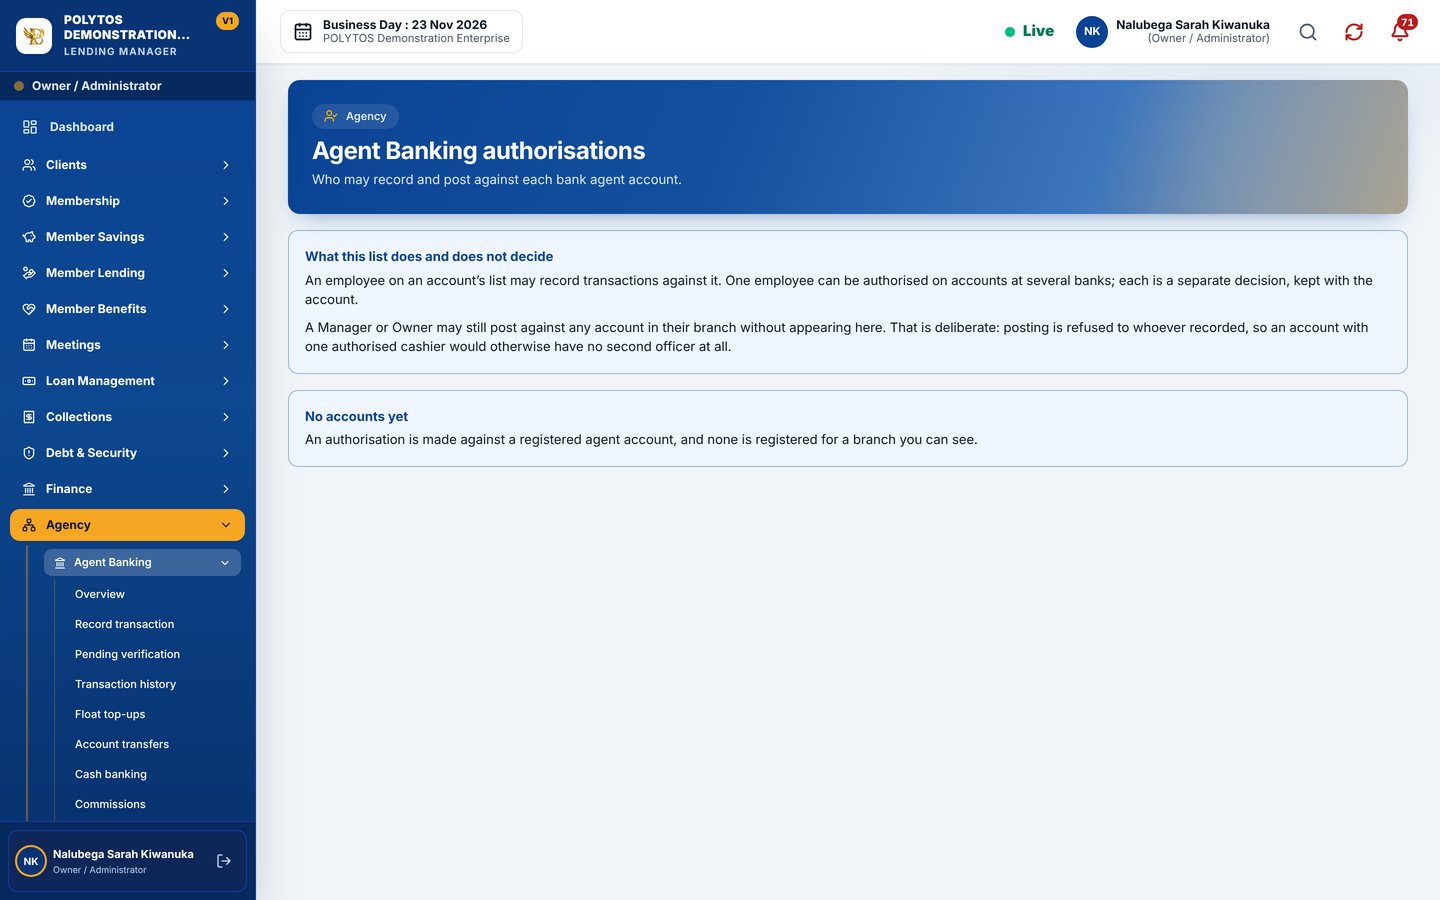 POLYTOS
DEMONSTRATION...
LENDING MANAGER
V1
Owner / Administrator
Dashboard
Clients
Membership
Member Savings
Member Lending
Member Benefits
Meetings
Loan Management
Collections
Debt & Security
Finance
Agency
Agent Banking
Overview
Record transaction
Pending verification
Transaction history
Float top-ups
Account transfers
Cash banking
Commissions
NK
Nalubega Sarah Kiwanuka
Owner / Administrator
Business Day : 23 Nov 2026
POLYTOS Demonstration Enterprise
Live
NK
Nalubega Sarah Kiwanuka
(Owner / Administrator)
71
Agency
Agent Banking authorisations
Who may record and post against each bank agent account.
What this list does and does not decide
An employee on an account’s list may record transactions against it. One employee can be authorised on accounts at several banks; each is a separate decision, kept with the
account.
A Manager or Owner may still post against any account in their branch without appearing here. That is deliberate: posting is refused to whoever recorded, so an account with
one authorised cashier would otherwise have no second officer at all.
No accounts yet
An authorisation is made against a registered agent account, and none is registered for a branch you can see.